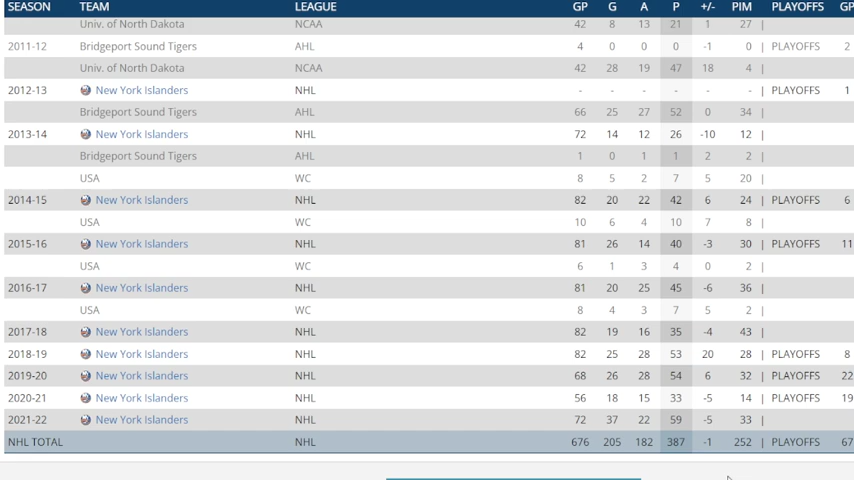 SEASON TEAM LEAGUE GP G A P +/- PIM PLAYOFFS GP
Univ. of North Dakota NCAA 42 8 13 21 1 27 |
2011-12 Bridgeport Sound Tigers AHL 4 0 0 0 -1 0 | PLAYOFFS 2
Univ. of North Dakota NCAA 42 28 19 47 18 4 |
2012-13 New York Islanders NHL - - - - - - | PLAYOFFS 1
Bridgeport Sound Tigers AHL 66 25 27 52 0 34 |
2013-14 New York Islanders NHL 72 14 12 26 -10 12 |
Bridgeport Sound Tigers AHL 1 0 1 1 2 2 |
USA WC 8 5 2 7 5 20 |
2014-15 New York Islanders NHL 82 20 22 42 6 24 | PLAYOFFS 6
USA WC 10 6 4 10 7 8 |
2015-16 New York Islanders NHL 81 26 14 40 -3 30 | PLAYOFFS 11
USA WC 6 1 3 4 0 2 |
2016-17 New York Islanders NHL 81 20 25 45 -6 36 |
USA WC 8 4 3 7 5 2 |
2017-18 New York Islanders NHL 82 19 16 35 -4 43 |
2018-19 New York Islanders NHL 82 25 28 53 20 28 | PLAYOFFS 8
2019-20 New York Islanders NHL 68 26 28 54 6 32 | PLAYOFFS 22
2020-21 New York Islanders NHL 56 18 15 33 -5 14 | PLAYOFFS 19
2021-22 New York Islanders NHL 72 37 22 59 -5 33 |
NHL TOTAL NHL 676 205 182 387 -1 252 | PLAYOFFS 67